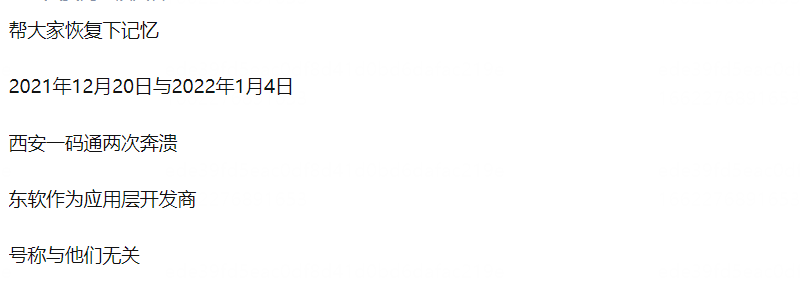 帮大家恢复下记忆
2021年12月20日与2022年1月4日
西安一码通两次奔溃
东软作为应用层开发商
号称与他们无关